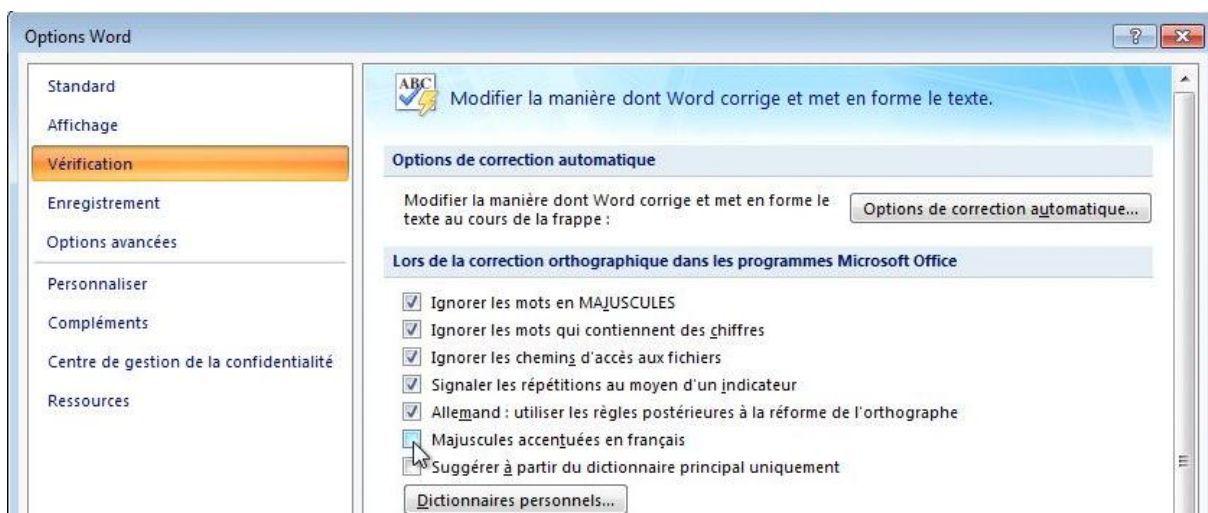 Options Word
Standard
Affichage
Vérification
Enregistrement
Options avancées
Personnaliser
Compléments
Centre de gestion de la confidentialité
Ressources
ABC
Modifier la manière dont Word corrige et met en forme le texte.
Options de correction automatique
Modifier la manière dont Word corrige et met en forme le
texte au cours de la frappe :
Options de correction automatique...
Lors de la correction orthographique dans les programmes Microsoft Office
Ignorer les mots en MAJUSCULES
Ignorer les mots qui contiennent des chiffres
Ignorer les chemins d'accès aux fichiers
Signaler les répétitions au moyen d'un indicateur
Allemand : utiliser les règles postérieures à la réforme de l'orthographe
Majuscules accentuées en français
Suggérer à partir du dictionnaire principal uniquement
Dictionnaires personnels...